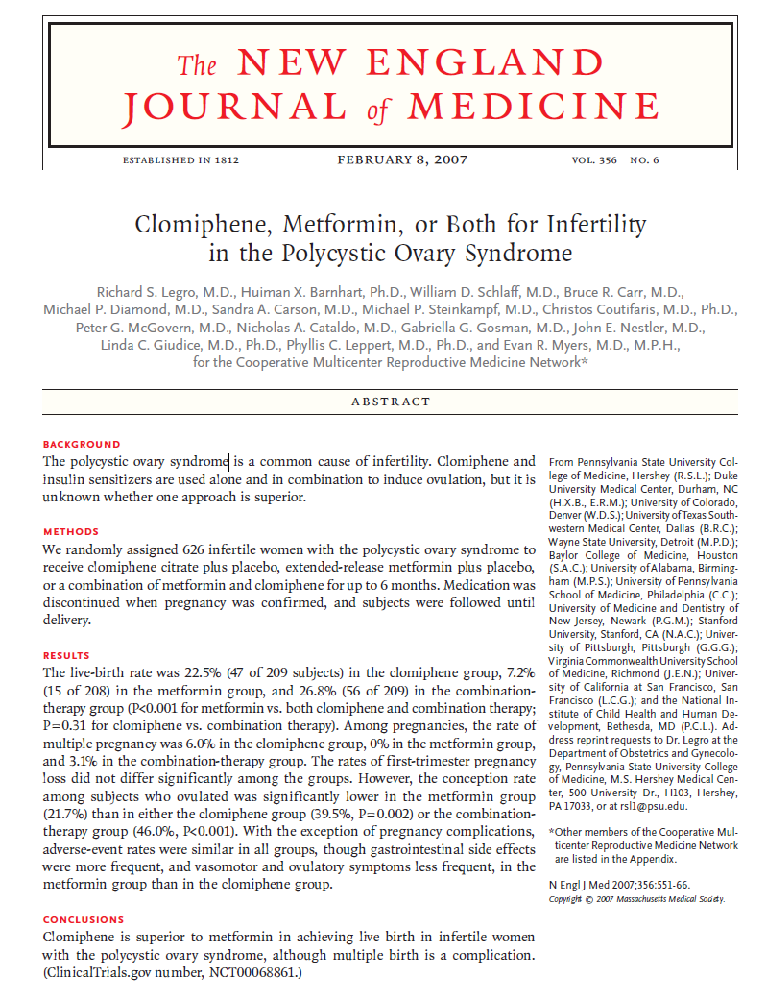 The NEW ENGLAND
JOURNAL of MEDICINE
ESTABLISHED IN 1812
FEBRUARY 8, 2007
VOL. 356 NO. 6
Clomiphene, Metformin, or Both for Infertility
in the Polycystic Ovary Syndrome
Richard S. Legro, M.D., Huiman X. Barnhart, Ph.D., William D. Schlaff, M.D., Bruce R. Carr, M.D.,
Michael P. Diamond, M.D., Sandra A. Carson, M.D., Michael P. Steinkampf, M.D., Christos Coutifaris, M.D., Ph.D.,
Peter G. McGovern, M.D., Nicholas A. Cataldo, M.D., Gabriella G. Gosman, M.D., John E. Nestler, M.D.,
Linda C. Giudice, M.D., Ph.D., Phyllis C. Leppert, M.D., Ph.D., and Evan R. Myers, M.D., M.P.H.,
for the Cooperative Multicenter Reproductive Medicine Network*
ABSTRACT
BACKGROUND
The polycystic ovary syndrome is a common cause of infertility. Clomiphene and
insulin sensitizers are used alone and in combination to induce ovulation, but it is
unknown whether one approach is superior.
METHODS
We randomly assigned 626 infertile women with the polycystic ovary syndrome to
receive clomiphene citrate plus placebo, extended-release metformin plus placebo,
or a combination of metformin and clomiphene for up to 6 months. Medication was
discontinued when pregnancy was confirmed, and subjects were followed until
delivery.
RESULTS
The live-birth rate was 22.5% (47 of 209 subjects) in the clomiphene group, 7.2%
(15 of 208) in the metformin group, and 26.8% (56 of 209) in the combination-
therapy group (P<0.001 for metformin vs. both clomiphene and combination therapy;
P=0.31 for clomiphene vs. combination therapy). Among pregnancies, the rate of
multiple pregnancy was 6.0% in the clomiphene group, 0% in the metformin group,
and 3.1% in the combination-therapy group. The rates of first-trimester pregnancy
loss did not differ significantly among the groups. However, the conception rate
among subjects who ovulated was significantly lower in the metformin group
(21.7%) than in either the clomiphene group (39.5%, P=0.002) or the combination-
therapy group (46.0%, P<0.001). With the exception of pregnancy complications,
adverse-event rates were similar in all groups, though gastrointestinal side effects
were more frequent, and vasomotor and ovulatory symptoms less frequent, in the
metformin group than in the clomiphene group.
CONCLUSIONS
Clomiphene is superior to metformin in achieving live birth in infertile women
with the polycystic ovary syndrome, although multiple birth is a complication.
(ClinicalTrials.gov number, NCT00068861.)
From Pennsylvania State University Col-
lege of Medicine, Hershey (R.S.L.); Duke
University Medical Center, Durham, NC
(H.X.B., E.R.M.); University of Colorado,
Denver (W.D.S.); University of Texas South-
western Medical Center, Dallas (B.R.C.);
Wayne State University, Detroit (M.P.D.);
Baylor College of Medicine, Houston
(S.A.C.); University of Alabama, Birming-
ham (M.P.S.); University of Pennsylvania
School of Medicine, Philadelphia (C.C.);
University of Medicine and Dentistry of
New Jersey, Newark (P.G.M.); Stanford
University, Stanford, CA (N.A.C.); Univer-
sity of Pittsburgh, Pittsburgh (G.G.G.);
Virginia Commonwealth University School
of Medicine, Richmond (J.E.N.); Univer-
sity of California at San Francisco, San
Francisco (L.C.G.); and the National In-
stitute of Child Health and Human De-
velopment, Bethesda, MD (P.C.L.). Ad-
dress reprint requests to Dr. Legro at the
Department of Obstetrics and Gynecolo-
gy, Pennsylvania State University College
of Medicine, M.S. Hershey Medical Cen-
ter, 500 University Dr., H103, Hershey,
PA 17033, or at rsl1@psu.edu.
*Other members of the Cooperative Mul-
ticenter Reproductive Medicine Network
are listed in the Appendix.
N Engl J Med 2007;356:551-66.
Copyright © 2007 Massachusetts Medical Society.